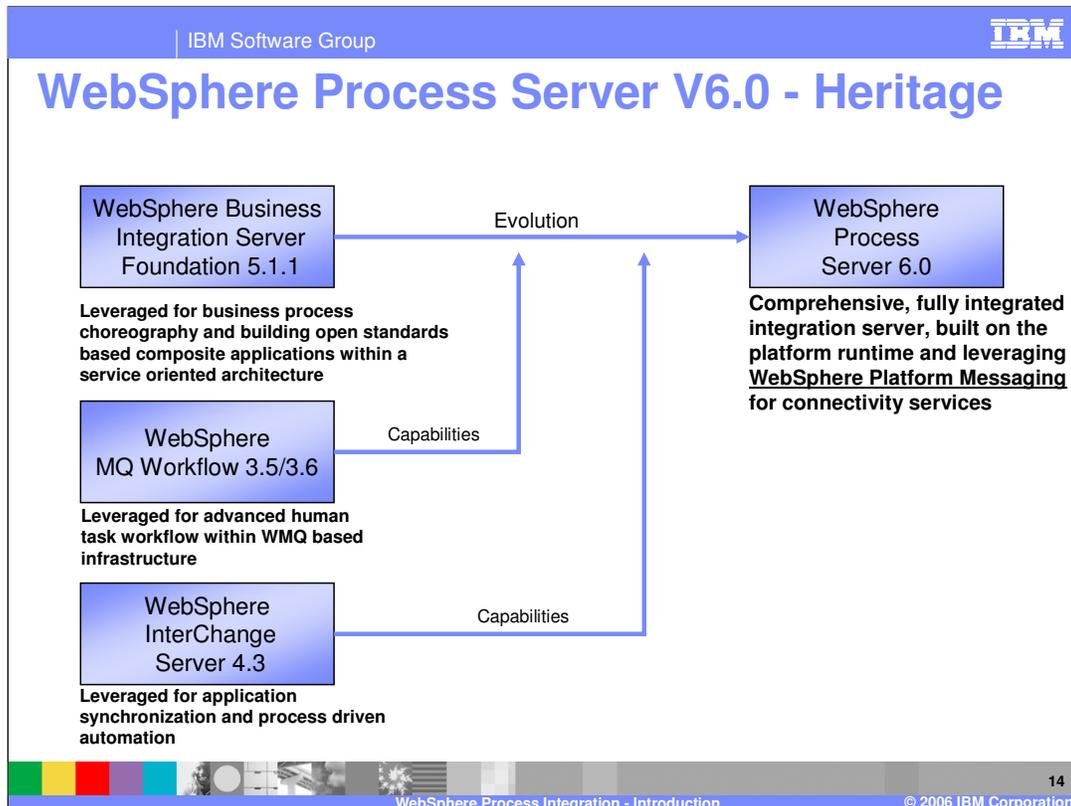 IBM Software Group
IBM
WebSphere Process Server V6.0 - Heritage
WebSphere Business
Integration Server
Foundation 5.1.1
Evolution
WebSphere
Process
Server 6.0
Leveraged for business process
choreography and building open standards
based composite applications within a
service oriented architecture
Comprehensive, fully integrated
integration server, built on the
platform runtime and leveraging
WebSphere Platform Messaging
for connectivity services
WebSphere
MQ Workflow 3.5/3.6
Capabilities
Leveraged for advanced human
task workflow within WMQ based
infrastructure
WebSphere
InterChange
Server 4.3
Capabilities
Leveraged for application
synchronization and process driven
automation
14
WebSphere Process Integration - Introduction
© 2006 IBM Corporation